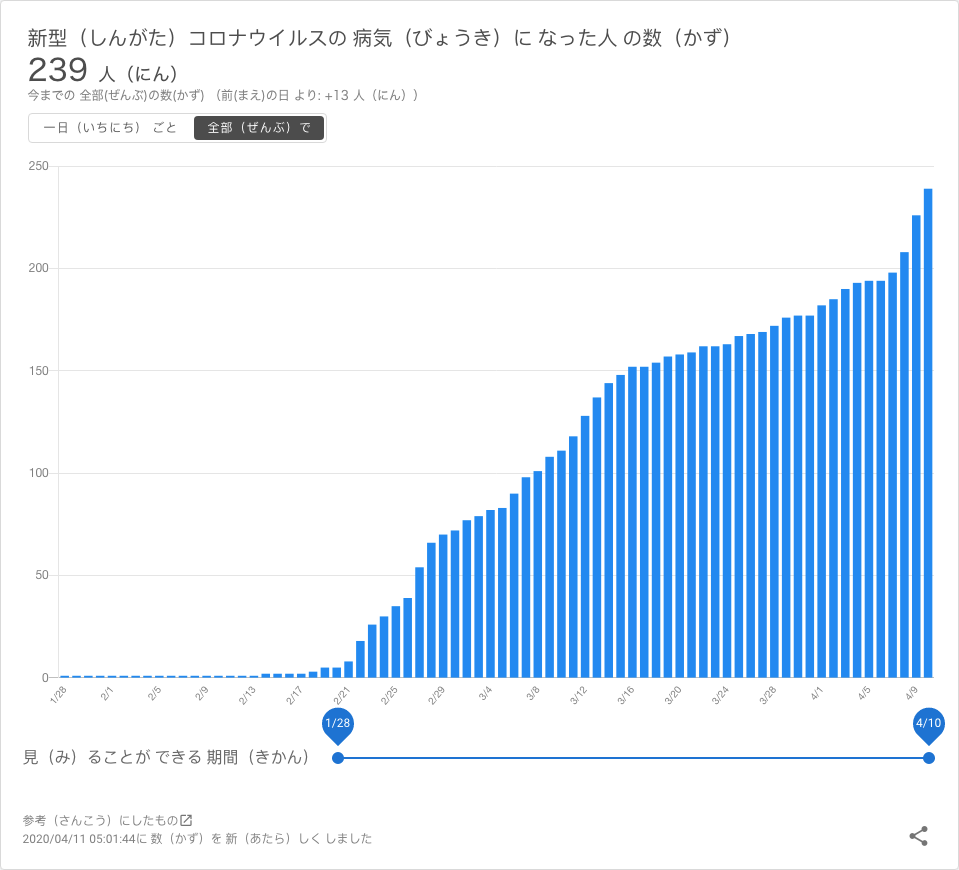 新型（しんがた）コロナウイルスの 病気（びょうき）に なった人 の数（かず）
239 人（にん）
今までの 全部(ぜんぶ)の数(かず) （前(まえ)の日 より: +13 人（にん））
一日（いちにち） ごと 全部（ぜんぶ）で
250
200
150
100
50
0
1/28 2/1 2/5 2/9 2/13 2/17 2/21 2/25 2/29 3/4 3/8 3/12 3/16 3/20 3/24 3/28 4/1 4/5 4/9
1/28 4/10
見（み）ることが できる 期間（きかん）
参考（さんこう）にしたもの
2020/04/11 05:01:44に 数（かず）を 新（あたら）しく しました